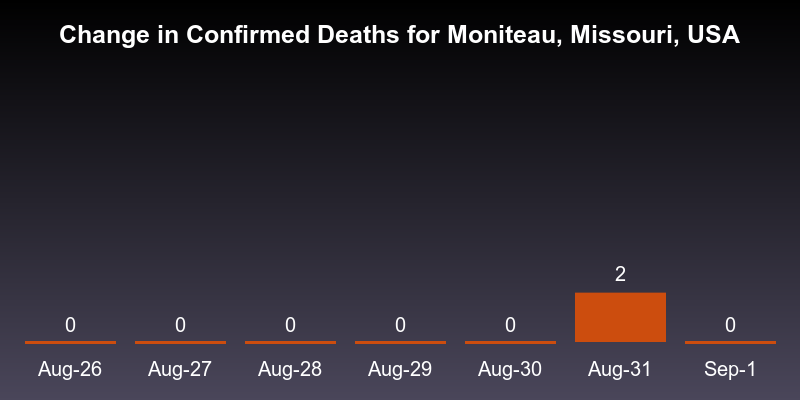 Change in Confirmed Deaths for Moniteau, Missouri, USA
0 0 0 0 0 2 0
Aug-26 Aug-27 Aug-28 Aug-29 Aug-30 Aug-31 Sep-1